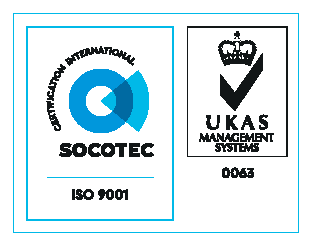 CERTIFICATION INTERNATIONAL
SOCOTEC
ISO 9001
UKAS
MANAGEMENT
SYSTEMS
0063